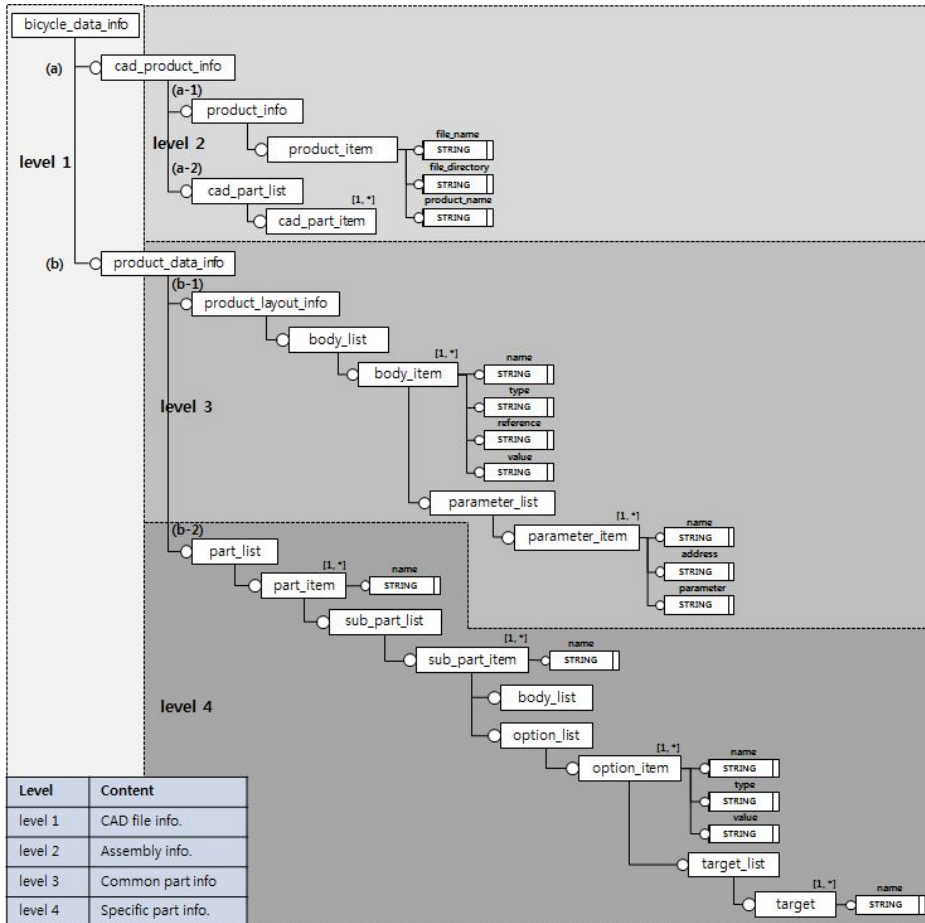 bicycle_data_info
(a)
cad_product_info
(a-1)
product_info
level 1
level 2
product_item
file_name
STRING
file_directory
STRING
product_name
STRING
(a-2)
cad_part_list
[1, *]
cad_part_item
(b)
product_data_info
(b-1)
product_layout_info
body_list
[1, *]
body_item
name
STRING
type
STRING
reference
STRING
value
STRING
level 3
parameter_list
[1, *]
parameter_item
name
STRING
address
STRING
parameter
STRING
(b-2)
part_list
[1, *]
part_item
name
STRING
sub_part_list
[1, *]
sub_part_item
name
STRING
level 4
body_list
option_list
[1, *]
option_item
name
STRING
type
STRING
value
STRING
target_list
[1, *]
target
name
STRING
Level Content
level 1 CAD file info.
level 2 Assembly info.
level 3 Common part info
level 4 Specific part info.